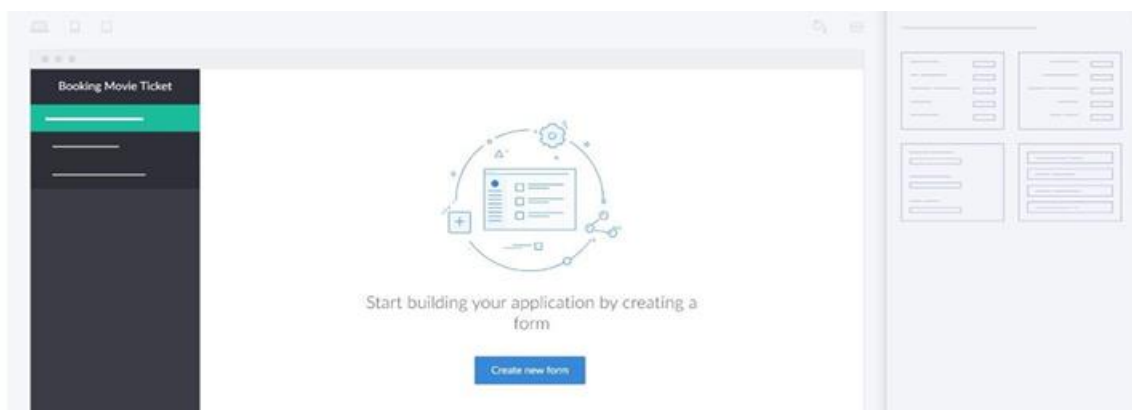 Booking Movie Ticket
Start building your application by creating a
form
Create new form